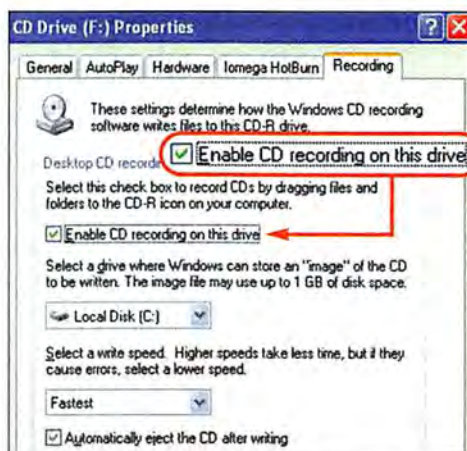 CD Drive (F:) Properties
General AutoPlay Hardware Iomega HotBurn Recording
These settings determine how the Windows CD recording
software writes files to this CD-R drive.
Enable CD recording on this drive
Desktop CD recordin
Select this check box to record CDs by dragging files and
folders to the CD-R icon on your computer.
Enable CD recording on this drive
Select a drive where Windows can store an "image" of the CD
to be written. The image file may use up to 1 GB of disk space.
Local Disk (C:)
Select a write speed. Higher speeds take less time, but if they
cause errors, select a lower speed.
Fastest
Automatically eject the CD after writing